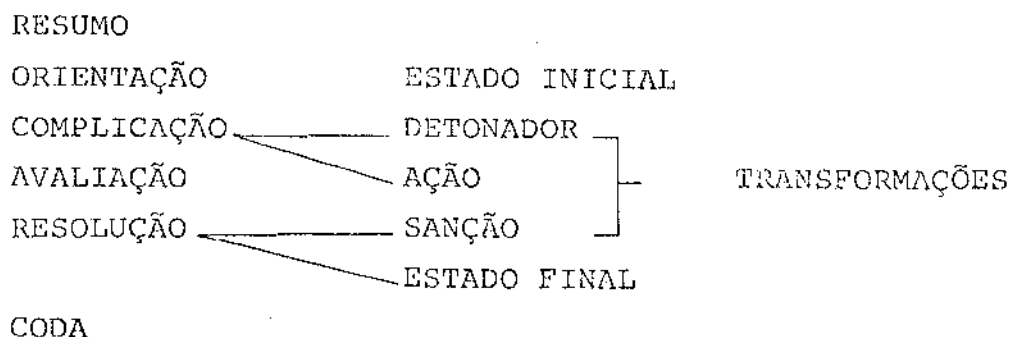 RESUMO
ORIENTAÇÃO ESTADO INICIAL
COMPLICAÇÃO DETONADOR
AVALIAÇÃO AÇÃO TRANSFORMAÇÕES
RESOLUÇÃO SANÇÃO
ESTADO FINAL
CODA